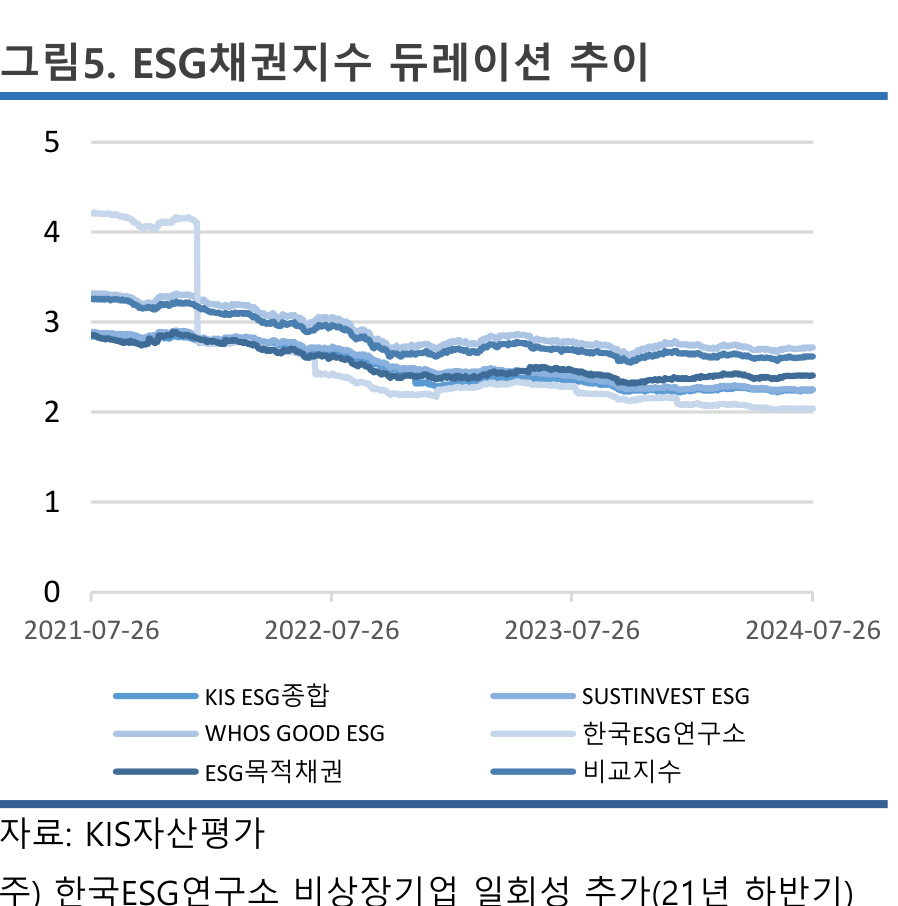 그림5. ESG채권지수 듀레이션 추이
5
4
3
2
1
0
2021-07-26 2022-07-26 2023-07-26 2024-07-26
KIS ESG종합 SUSTINVEST ESG
WHOS GOOD ESG 한국ESG연구소
ESG목적채권 비교지수
자료: KIS자산평가
주) 한국ESG연구소 비상장기업 일회성 추가(21년 하반기)